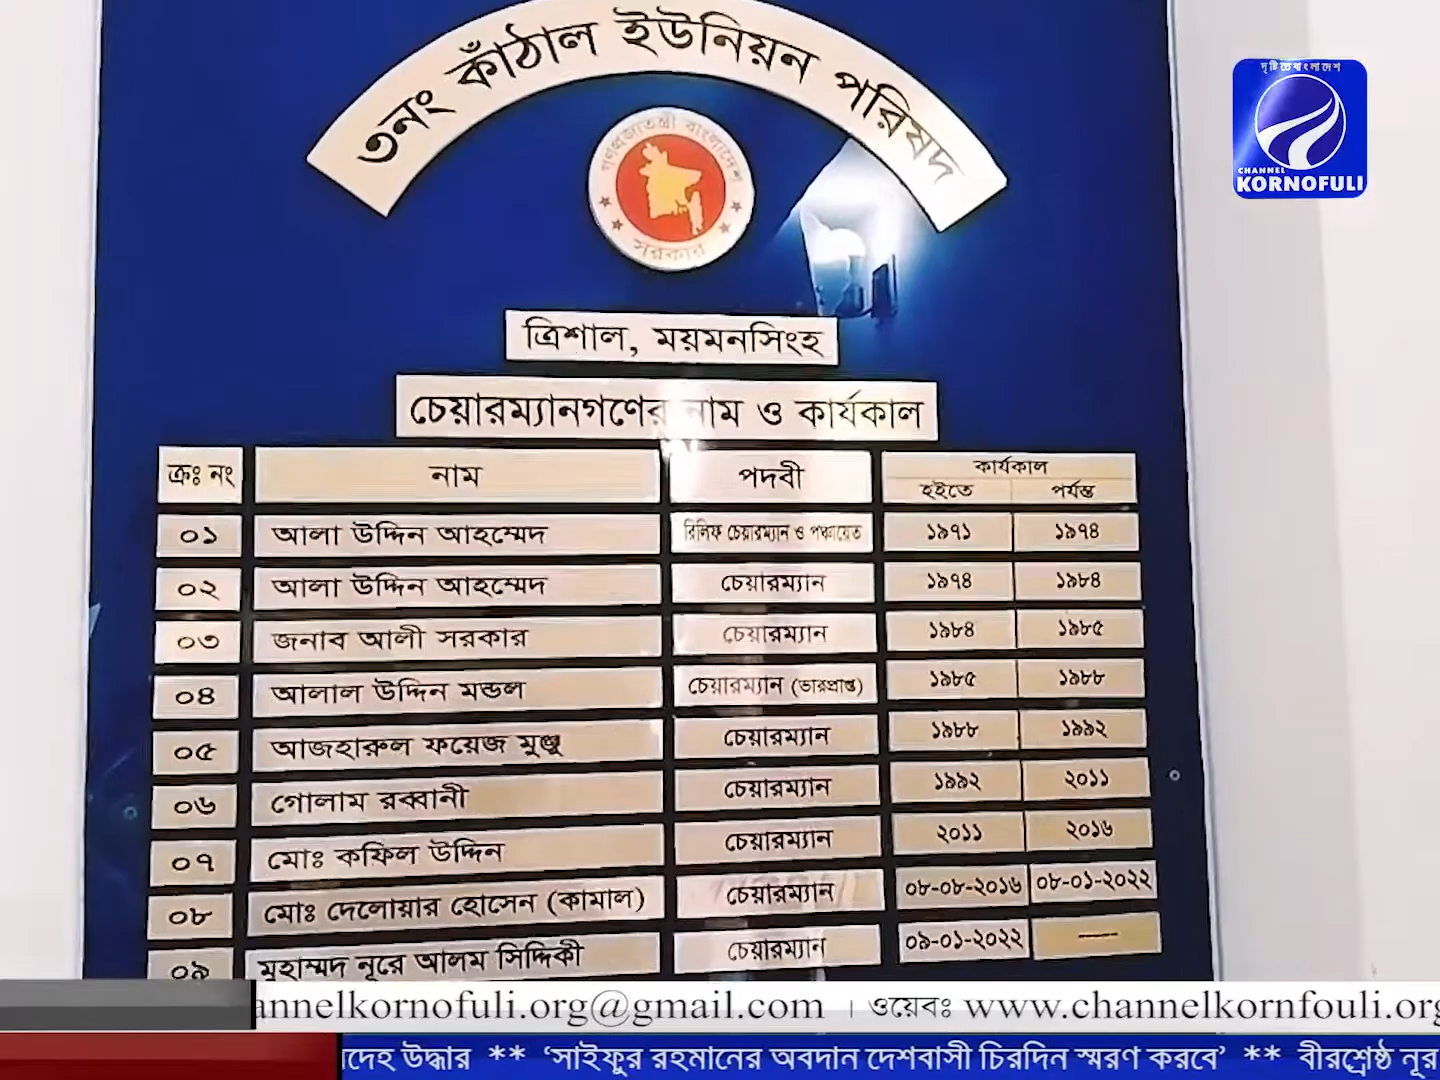 ৩নং কাঁঠাল ইউনিয়ন পরিষদ
দৃষ্টিতে বাংলাদেশ
CHANNEL
KORNOFULI
গণপ্রজাতন্ত্রী বাংলাদেশ
সরকার
ত্রিশাল, ময়মনসিংহ
চেয়ারম্যানগণের নাম ও কার্যকাল
ক্রঃ নং নাম পদবী কার্যকাল
হইতে পর্যন্ত
০১ আলা উদ্দিন আহম্মেদ রিলিফ চেয়ারম্যান ও পঞ্চায়েত ১৯৭১ ১৯৭৪
০২ আলা উদ্দিন আহম্মেদ চেয়ারম্যান ১৯৭৪ ১৯৮৪
০৩ জনাব আলী সরকার চেয়ারম্যান ১৯৮৪ ১৯৮৫
০৪ আলাল উদ্দিন মন্ডল চেয়ারম্যান (ভারপ্রাপ্ত) ১৯৮৫ ১৯৮৮
০৫ আজহারুল ফয়েজ মুঞ্জু চেয়ারম্যান ১৯৮৮ ১৯৯২
০৬ গোলাম রব্বানী চেয়ারম্যান ১৯৯২ ২০১১
০৭ মোঃ কফিল উদ্দিন চেয়ারম্যান ২০১১ ২০১৬
০৮ মোঃ দেলোয়ার হোসেন (কামাল) চেয়ারম্যান ০৮-০৮-২০১৬ ০৮-০১-২০২২
০৯ মুহাম্মদ নূরে আলম সিদ্দিকী চেয়ারম্যান ০৯-০১-২০২২ —
annelkornofuli.org@gmail.com । ওয়েবঃ www.channelkornfouli.org
দেহ উদ্ধার ** ‘সাইফুর রহমানের অবদান দেশবাসী চিরদিন স্মরণ করবে’ ** বীরশ্রেষ্ঠ নূর